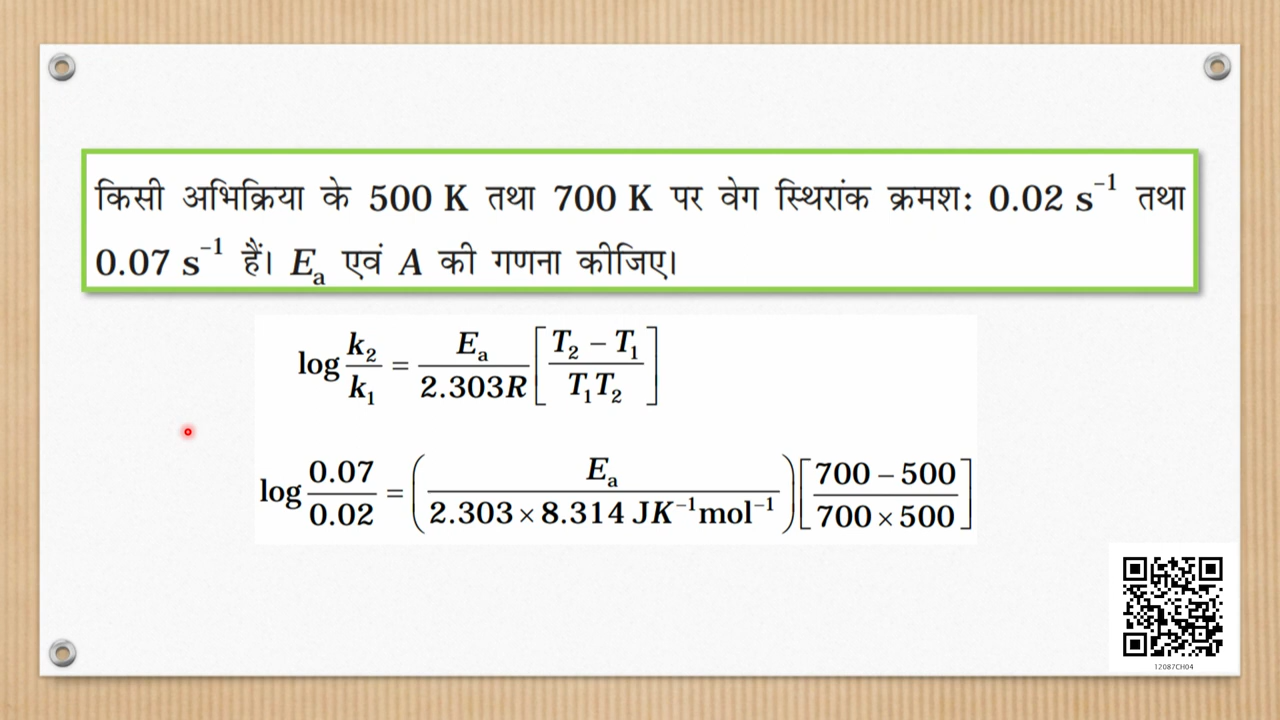 किसी अभिक्रिया के 500 K तथा 700 K पर वेग स्थिरांक क्रमश: 0.02 s⁻¹ तथा
0.07 s⁻¹ हैं। Eₐ एवं A की गणना कीजिए।
log k₂/k₁ = Eₐ/2.303R [T₂ – T₁/T₁T₂]
log 0.07/0.02 = (Eₐ/2.303 × 8.314 JK⁻¹mol⁻¹) [700 – 500/700 × 500]
12087CH04